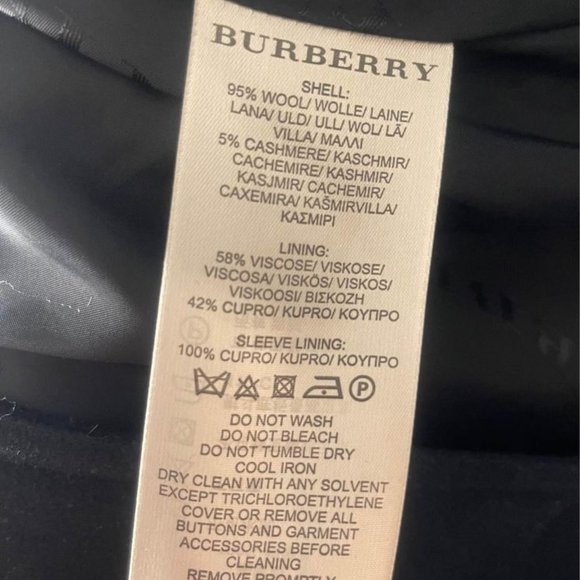 BURBERRY
SHELL:
95% WOOL/ WOLLE/ LAINE/
LANA/ ULD/ ULL/ WOL/ LÃ/
VILLA/ ΜΑΛΛΙ
5% CASHMERE/ KASCHMIR/
CACHEMIRE/ KASHMIR/
KASJMIR/ CACHEMIR/
CAXEMIRA/ KAŠMIRVILLA/
ΚΑΣΜΙΡΙ
LINING:
58% VISCOSE/ VISKOSE/
VISCOSA/ VISKÓS/ VISKOS/
VISKOOSI/ ΒΙΣΚΟΖΗ
42% CUPRO/ KUPRO/ ΚΟΥΠΡΟ
SLEEVE LINING:
100% CUPRO/ KUPRO/ ΚΟΥΠΡΟ
P
DO NOT WASH
DO NOT BLEACH
DO NOT TUMBLE DRY
COOL IRON
DRY CLEAN WITH ANY SOLVENT
EXCEPT TRICHLOROETHYLENE
COVER OR REMOVE ALL
BUTTONS AND GARMENT
ACCESSORIES BEFORE
CLEANING
REMOVE PROMPTLY